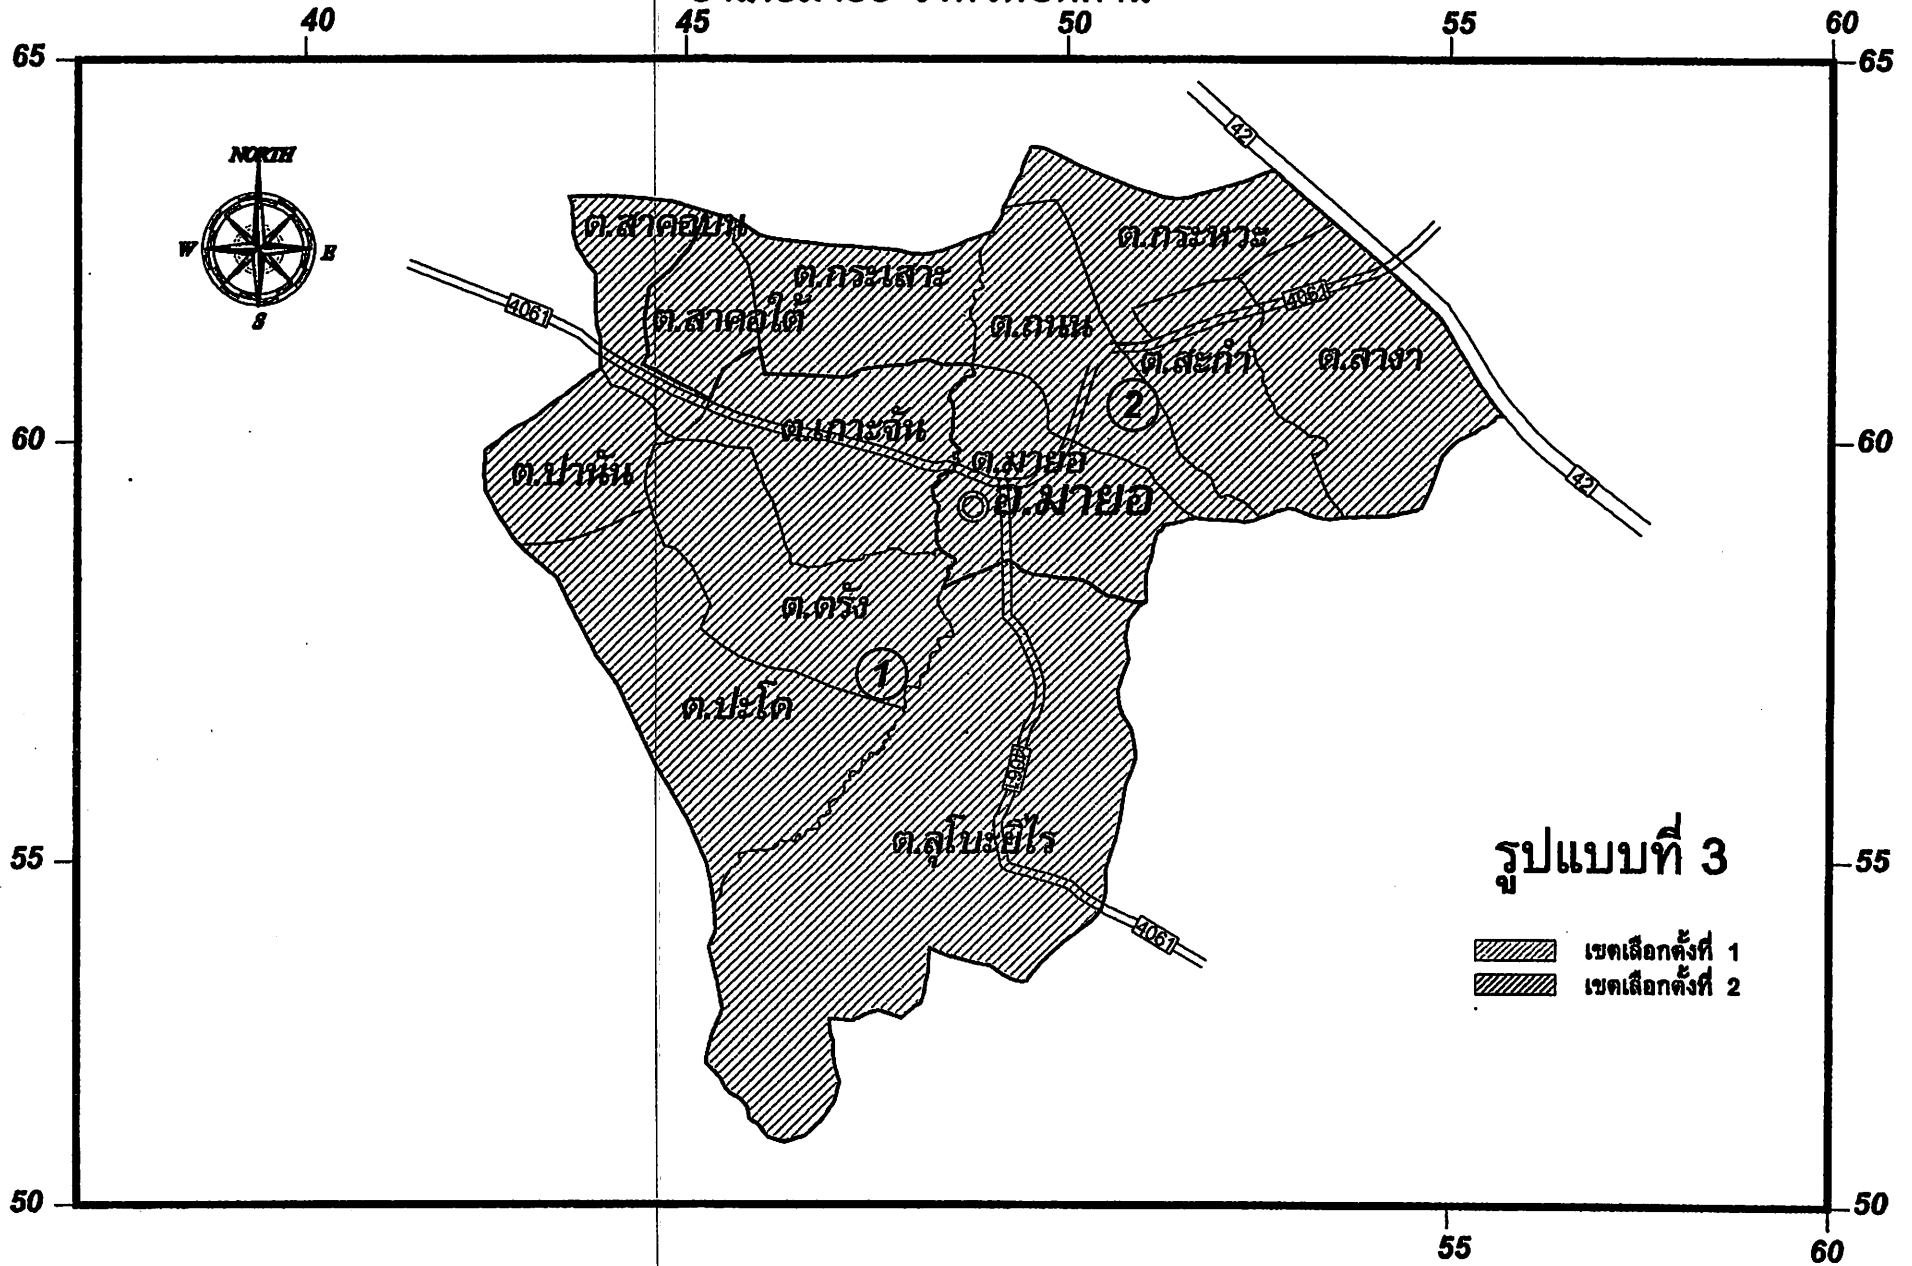 40 45 50 55 60
65 65
NORTH
W E
S
42
ต.สาคอบน
ต.กระหวะ
ต.กระเสาะ
4061
4061
ต.สาคอใต้
ต.ถนน
ต.สะกำ
ต.สางา
2
60 60
ต.เกาะจัน
ต.มายอ
ต.ปานัน
42
อ.มายอ
ต.ตรัง
1
ต.ปะโด
4061
ต.ลุโบะยิไร
55 55
รูปแบบที่ 3
4061
เขตเลือกตั้งที่ 1
เขตเลือกตั้งที่ 2
50 50
55 60